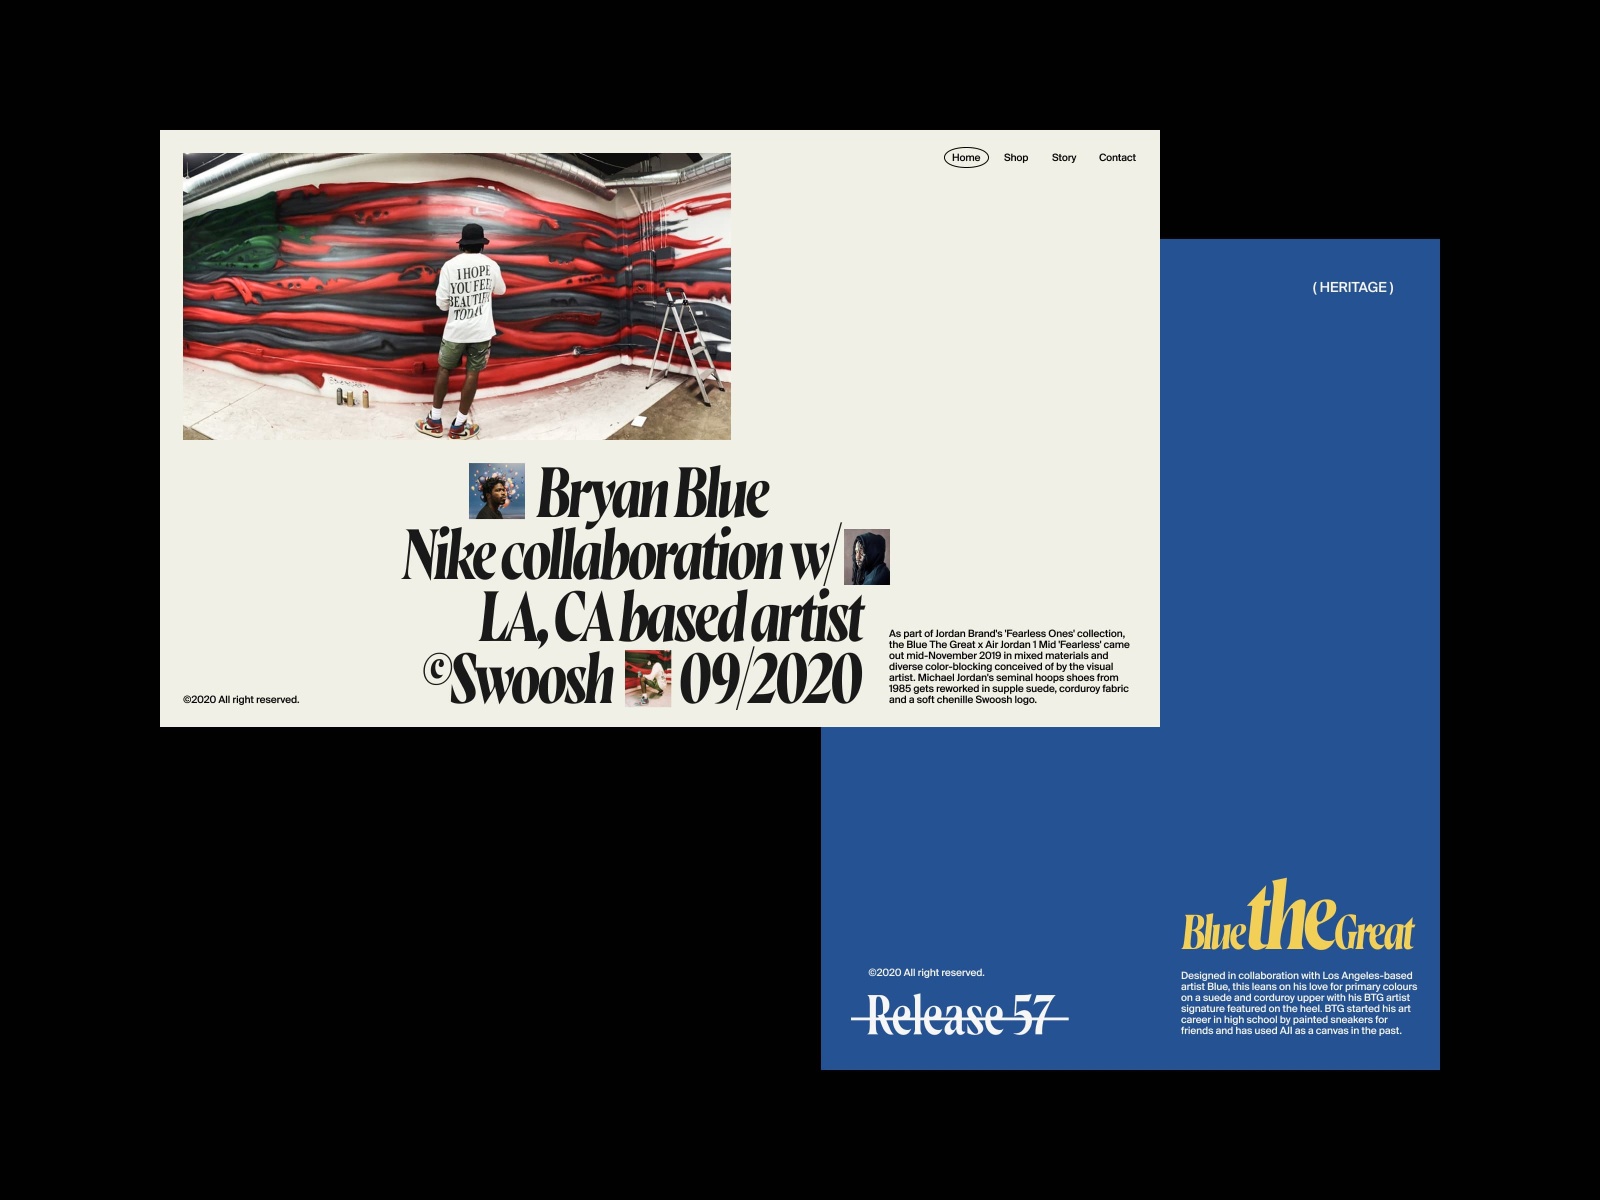 Home Shop Story Contact
I HOPE
YOU FEEL
BEAUTIFUL
TODAY
Bryan Blue
Nike collaboration w/
LA, CA based artist
©Swoosh 09/2020
As part of Jordan Brand's 'Fearless Ones' collection,
the Blue The Great x Air Jordan 1 Mid 'Fearless' came
out mid-November 2019 in mixed materials and
diverse color-blocking conceived of by the visual
artist. Michael Jordan's seminal hoops shoes from
1985 gets reworked in supple suede, corduroy fabric
and a soft chenille Swoosh logo.
©2020 All right reserved.
( HERITAGE )
Blue the Great
Designed in collaboration with Los Angeles-based
artist Blue, this leans on his love for primary colours
on a suede and corduroy upper with his BTG artist
signature featured on the heel. BTG started his art
career in high school by painted sneakers for
friends and has used AJI as a canvas in the past.
©2020 All right reserved.
Release 57